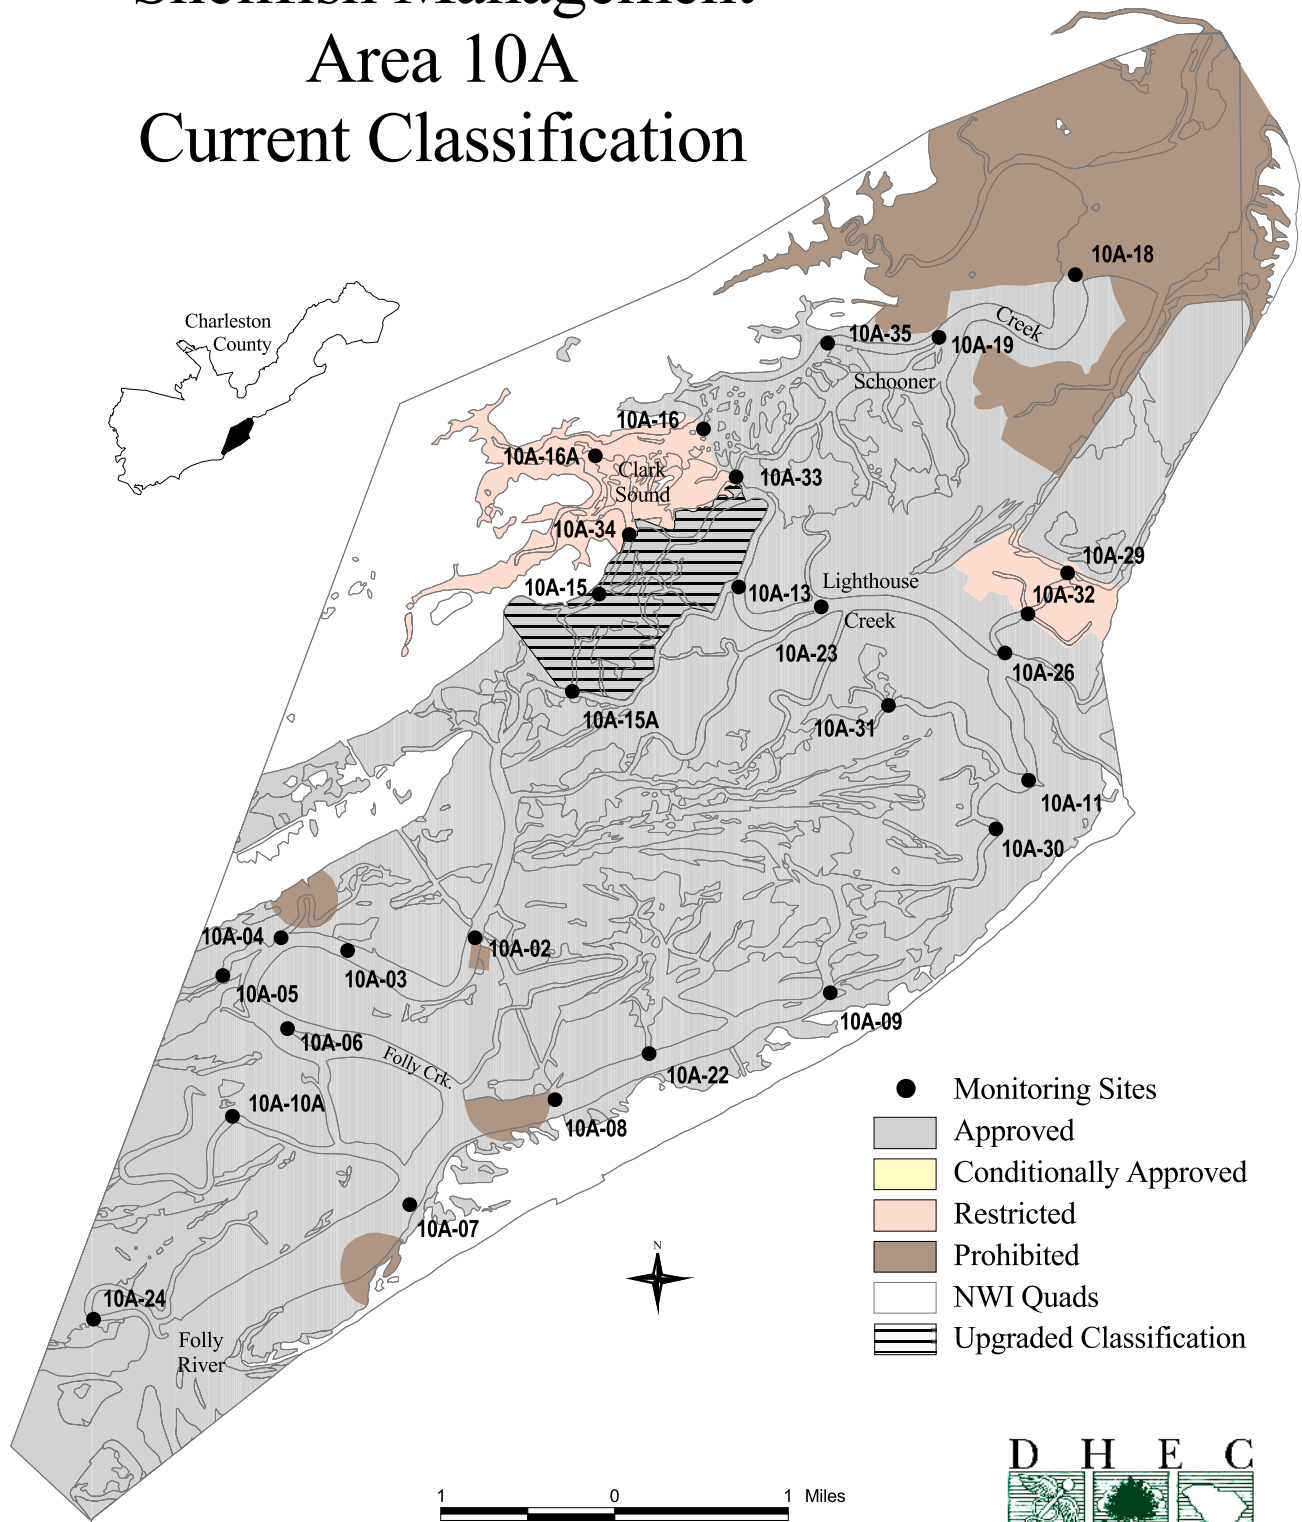 Shellfish Management
Area 10A
Current Classification
Charleston
County
10A-18
Creek
10A-35
10A-19
Schooner
10A-16
10A-16A
Clark
Sound
10A-33
10A-34
10A-29
10A-15
10A-13
Lighthouse
10A-32
Creek
10A-23
10A-26
10A-15A
10A-31
10A-11
10A-30
10A-04
10A-02
10A-03
10A-05
10A-09
10A-06
Folly Crk.
10A-22
10A-10A
10A-08
10A-07
10A-24
Folly
River
N
Monitoring Sites
Approved
Conditionally Approved
Restricted
Prohibited
NWI Quads
Upgraded Classification
1 0 1 Miles
D H E C